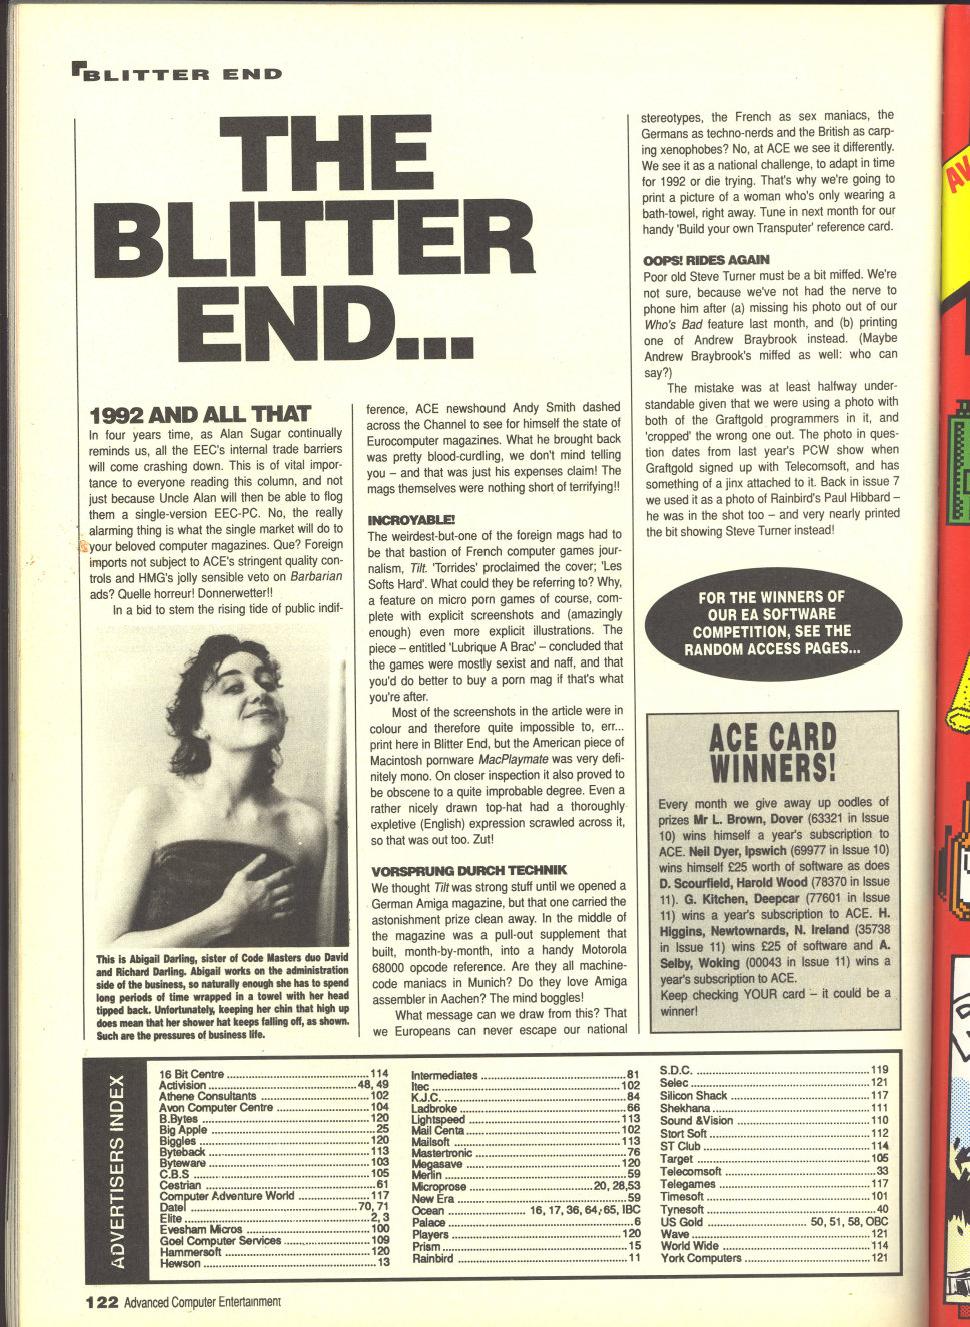 BLITTER END
THE
BLITTER
END...
1992 AND ALL THAT
In four years time, as Alan Sugar continually
reminds us, all the EEC's internal trade barriers
will come crashing down. This is of vital impor-
tance to everyone reading this column, and not
just because Uncle Alan will then be able to flog
them a single-version EEC-PC. No, the really
alarming thing is what the single market will do to
your beloved computer magazines. Que? Foreign
imports not subject to ACE's stringent quality con-
trols and HMG's jolly sensible veto on Barbarian
ads? Quelle horreur! Donnerwetter!!
In a bid to stem the rising tide of public indif-
This is Abigail Darling, sister of Code Masters duo David
and Richard Darling. Abigail works on the administration
side of the business, so naturally enough she has to spend
long periods of time wrapped in a towel with her head
tipped back. Unfortunately, keeping her chin that high up
does mean that her shower hat keeps falling off, as shown.
Such are the pressures of business life.
ference, ACE newshound Andy Smith dashed
across the Channel to see for himself the state of
Eurocomputer magazines. What he brought back
was pretty blood-curdling, we don't mind telling
you – and that was just his expenses claim! The
mags themselves were nothing short of terrifying!!
INCROYABLE!
The weirdest-but-one of the foreign mags had to
be that bastion of French computer games jour-
nalism, Tilt. 'Torrides' proclaimed the cover; 'Les
Softs Hard'. What could they be referring to? Why,
a feature on micro porn games of course, com-
plete with explicit screenshots and (amazingly
enough) even more explicit illustrations. The
piece – entitled 'Lubrique A Brac' – concluded that
the games were mostly sexist and naff, and that
you'd do better to buy a porn mag if that's what
you're after.
Most of the screenshots in the article were in
colour and therefore quite impossible to, err...
print here in Blitter End, but the American piece of
Macintosh pornware MacPlaymate was very defi-
nitely mono. On closer inspection it also proved to
be obscene to a quite improbable degree. Even a
rather nicely drawn top-hat had a thoroughly
expletive (English) expression scrawled across it,
so that was out too. Zut!
VORSPRUNG DURCH TECHNIK
We thought Tilt was strong stuff until we opened a
German Amiga magazine, but that one carried the
astonishment prize clean away. In the middle of
the magazine was a pull-out supplement that
built, month-by-month, into a handy Motorola
68000 opcode reference. Are they all machine-
code maniacs in Munich? Do they love Amiga
assembler in Aachen? The mind boggles!
What message can we draw from this? That
we Europeans can never escape our national
stereotypes, the French as sex maniacs, the
Germans as techno-nerds and the British as carp-
ing xenophobes? No, at ACE we see it differently.
We see it as a national challenge, to adapt in time
for 1992 or die trying. That's why we're going to
print a picture of a woman who's only wearing a
bath-towel, right away. Tune in next month for our
handy 'Build your own Transputer' reference card.
OOPS! RIDES AGAIN
Poor old Steve Turner must be a bit miffed. We're
not sure, because we've not had the nerve to
phone him after (a) missing his photo out of our
Who's Bad feature last month, and (b) printing
one of Andrew Braybrook instead. (Maybe
Andrew Braybrook's miffed as well: who can
say?)
The mistake was at least halfway under-
standable given that we were using a photo with
both of the Graftgold programmers in it, and
'cropped' the wrong one out. The photo in ques-
tion dates from last year's PCW show when
Graftgold signed up with Telecomsoft, and has
something of a jinx attached to it. Back in issue 7
we used it as a photo of Rainbird's Paul Hibbard –
he was in the shot too – and very nearly printed
the bit showing Steve Turner instead!
FOR THE WINNERS OF
OUR EA SOFTWARE
COMPETITION, SEE THE
RANDOM ACCESS PAGES...
ACE CARD
WINNERS!
Every month we give away up oodles of
prizes Mr L. Brown, Dover (63321 in Issue
10) wins himself a year's subscription to
ACE. Neil Dyer, Ipswich (69977 in Issue 10)
wins himself £25 worth of software as does
D. Scourfield, Harold Wood (78370 in Issue
11). G. Kitchen, Deepcar (77601 in Issue
11) wins a year's subscription to ACE. H.
Higgins, Newtownards, N. Ireland (35738
in Issue 11) wins £25 of software and A.
Selby, Woking (00043 in Issue 11) wins a
year's subscription to ACE.
Keep checking YOUR card – it could be a
winner!
ADVERTISERS INDEX
16 Bit Centre 114
Activision 48, 49
Athene Consultants 102
Avon Computer Centre 104
B.Bytes 120
Big Apple 25
Biggles 120
Byteback 113
Byteware 103
C.B.S 105
Cestrian 61
Computer Adventure World 117
Datel 70, 71
Elite 2, 3
Evesham Micros 100
Goel Computer Services 109
Hammersoft 120
Hewson 13
Intermediates 81
Itec 102
K.J.C. 84
Ladbroke 66
Lightspeed 113
Mail Centa 102
Mailsoft 113
Mastertronic 76
Megasave 120
Merlin 59
Microprose 20, 28,53
New Era 59
Ocean 16, 17, 36, 64, 65, IBC
Palace 6
Players 120
Prism 15
Rainbird 11
S.D.C. 119
Selec 121
Silicon Shack 117
Shekhana 111
Sound &Vision 110
Stort Soft 112
ST Club 114
Target 105
Telecomsoft 33
Telegames 117
Timesoft 101
Tynesoft 40
US Gold 50, 51, 58, OBC
Wave 121
World Wide 114
York Computers 121
122 Advanced Computer Entertainment
AV